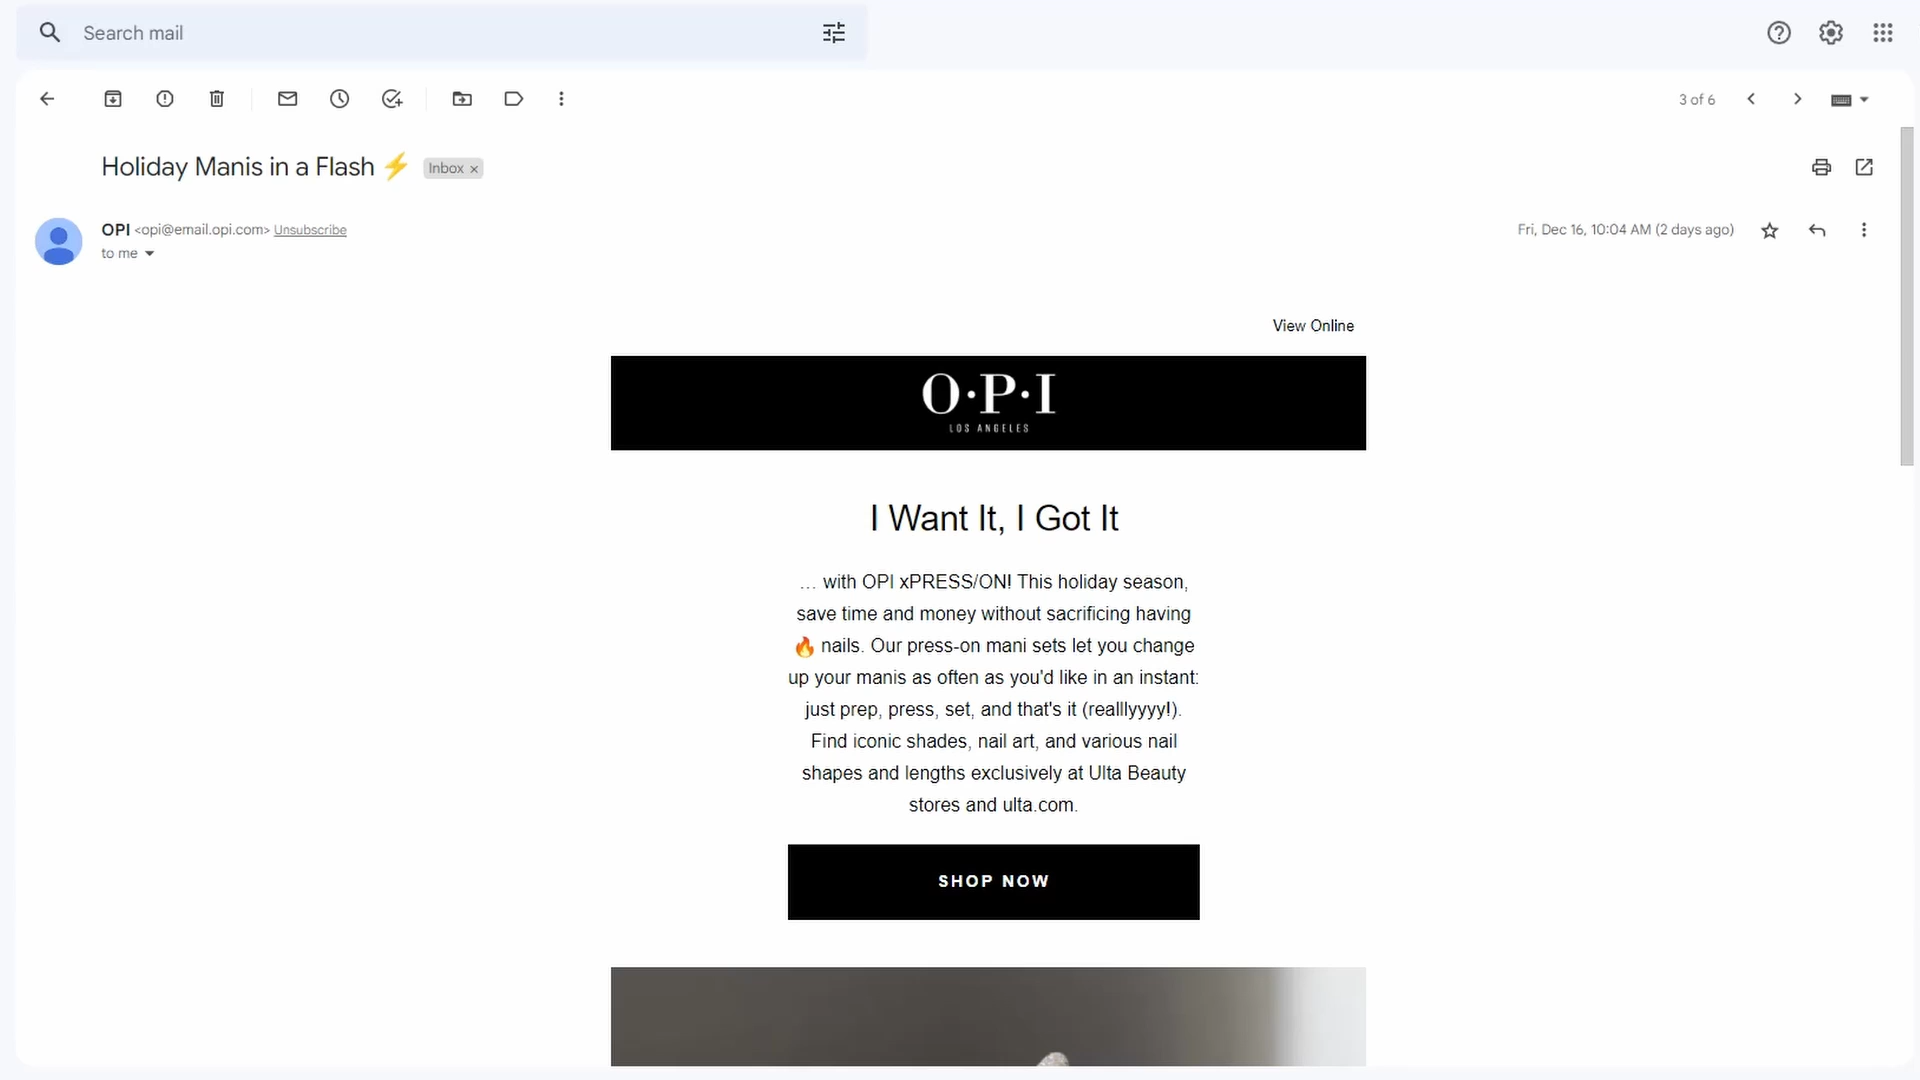 Search mail
3 of 6
Holiday Manis in a Flash ⚡ Inbox ×
OPI <opi@email.opi.com> Unsubscribe
Fri, Dec 16, 10:04 AM (2 days ago)
to me
View Online
O·P·I
LOS ANGELES
I Want It, I Got It
... with OPI xPRESS/ON! This holiday season,
save time and money without sacrificing having
🔥 nails. Our press-on mani sets let you change
up your manis as often as you'd like in an instant:
just prep, press, set, and that's it (realllyyyy!).
Find iconic shades, nail art, and various nail
shapes and lengths exclusively at Ulta Beauty
stores and ulta.com.
SHOP NOW